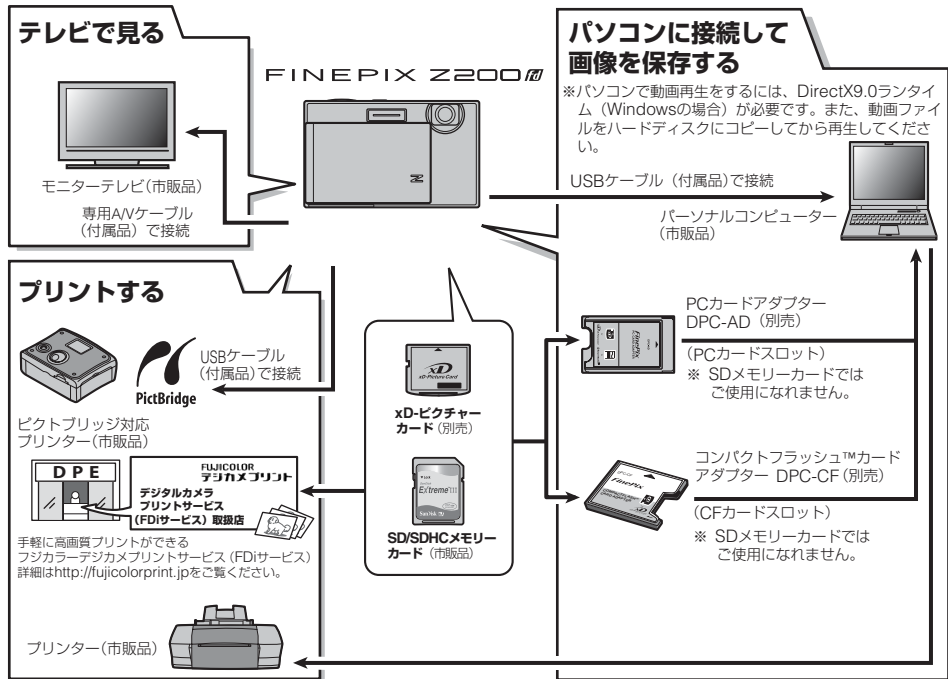 テレビで見る
モニターテレビ（市販品）
専用A/Vケーブル
（付属品）で接続
FINEPIX Z200fd
Z
パソコンに接続して
画像を保存する
※パソコンで動画再生をするには、DirectX9.0ランタイ
ム（Windowsの場合）が必要です。また、動画ファイ
ルをハードディスクにコピーしてから再生してくださ
い。
USBケーブル（付属品）で接続
パーソナルコンピューター
（市販品）
プリントする
USBケーブル
（付属品）で接続
PictBridge
ピクトブリッジ対応
プリンター（市販品）
DPE
FUJICOLOR
デジカメプリント
デジタルカメラ
プリントサービス
（FDiサービス）取扱店
手軽に高画質プリントができる
フジカラーデジカメプリントサービス（FDiサービス）
詳細はhttp://fujicolorprint.jpをご覧ください。
プリンター（市販品）
xD
xD-Picture Card
xD-ピクチャー
カード（別売）
SanDisk
Extreme III
SD/SDHCメモリー
カード（市販品）
FinePix
PCカードアダプター
DPC-AD（別売）
（PCカードスロット）
※ SDメモリーカードでは
ご使用になれません。
FinePix
コンパクトフラッシュ™カード
アダプター DPC-CF（別売）
（CFカードスロット）
※ SDメモリーカードでは
ご使用になれません。